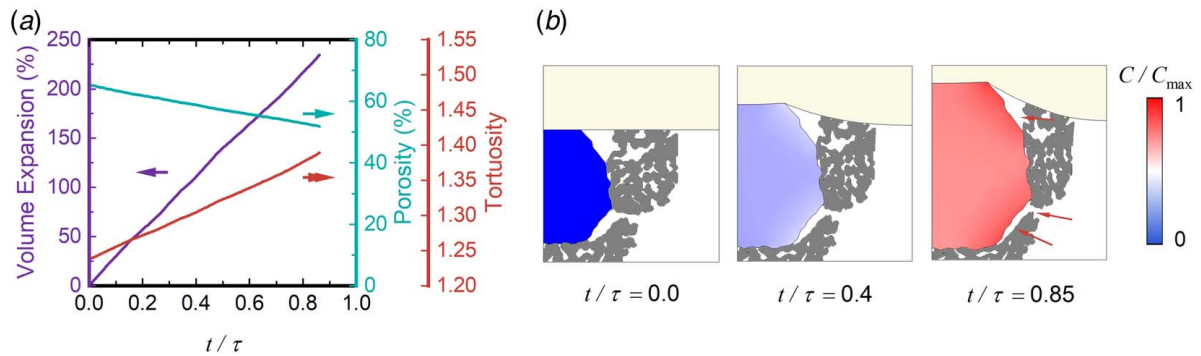 (a)
(b)
Volume Expansion (%)
250
200
150
100
50
0
0.0 0.2 0.4 0.6 0.8 1.0
t / τ
80
60
40
20
0
Porosity (%)
1.55
1.50
1.45
1.40
1.35
1.30
1.25
1.20
Tortuosity
t / τ = 0.0
t / τ = 0.4
t / τ = 0.85
C / Cmax
1
0